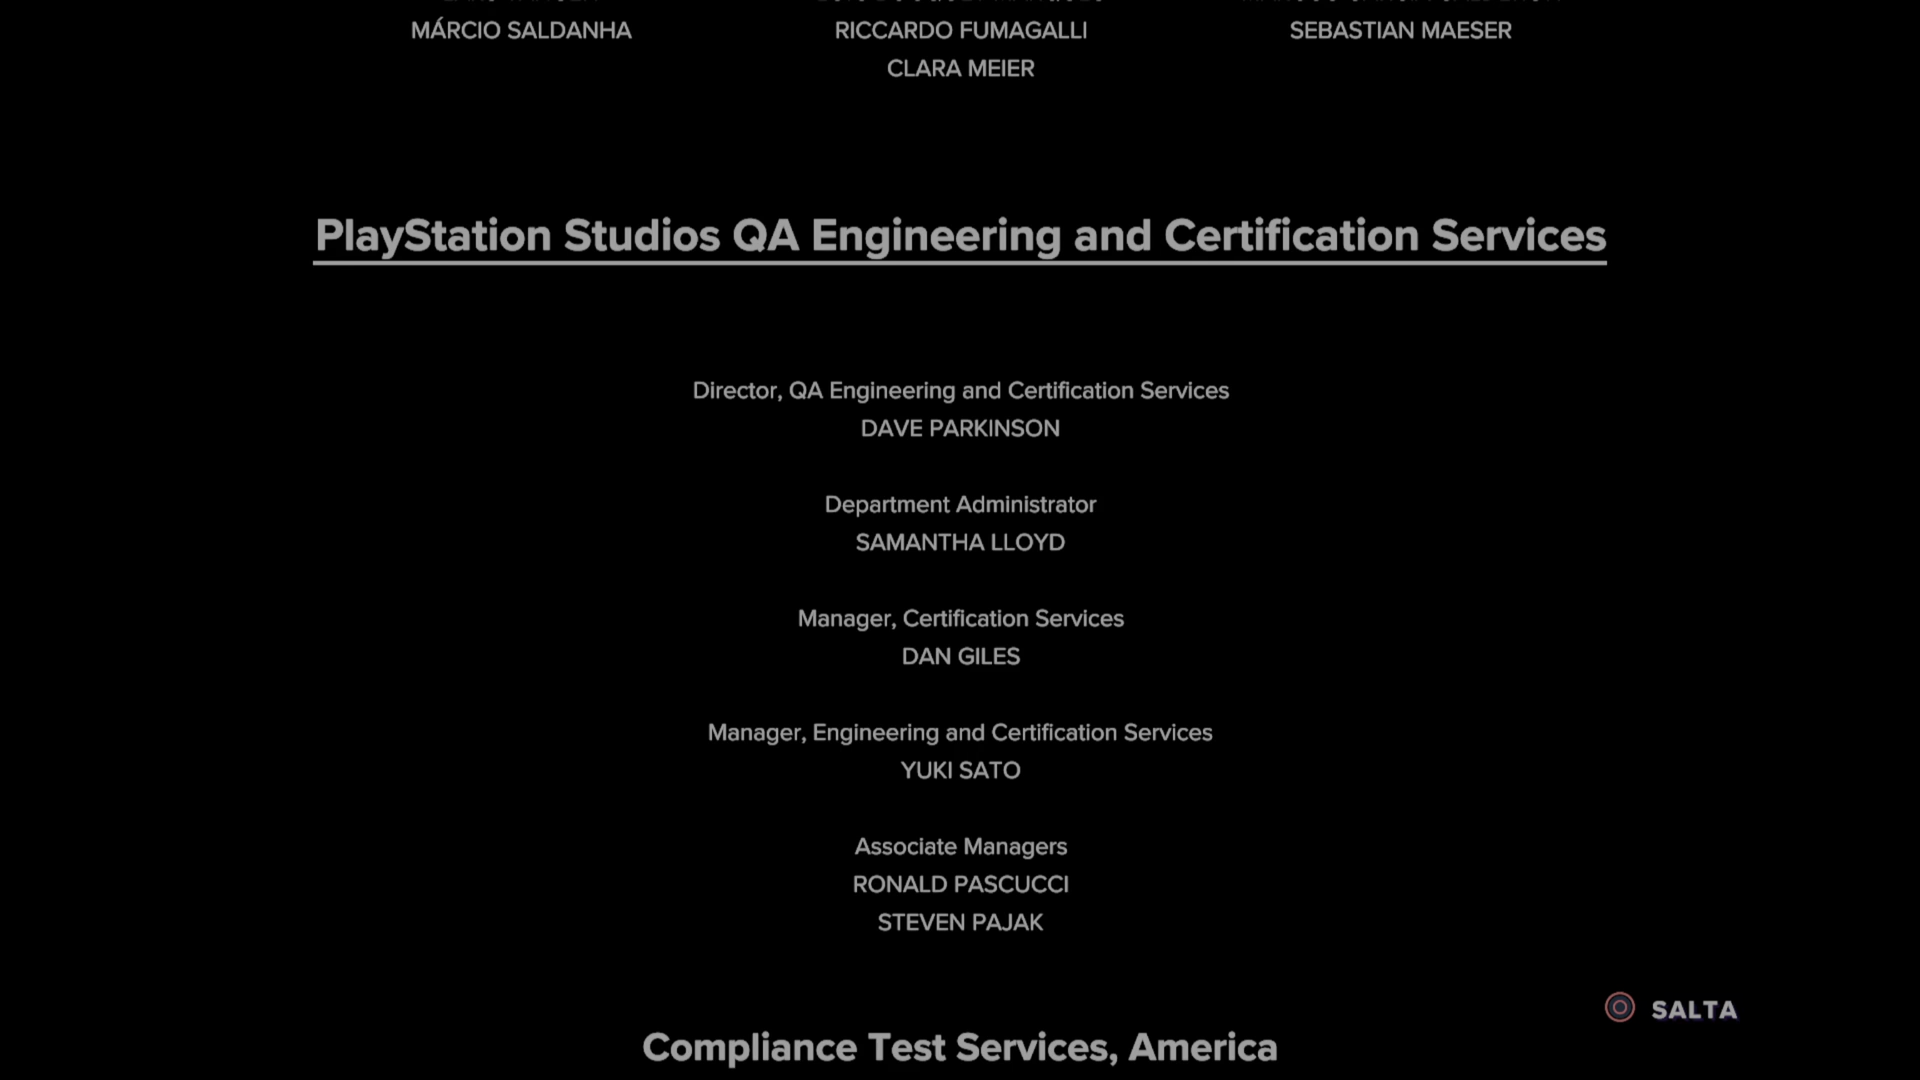 MÁRCIO SALDANHA RICCARDO FUMAGALLI SEBASTIAN MAESER
CLARA MEIER
PlayStation Studios QA Engineering and Certification Services
Director, QA Engineering and Certification Services
DAVE PARKINSON
Department Administrator
SAMANTHA LLOYD
Manager, Certification Services
DAN GILES
Manager, Engineering and Certification Services
YUKI SATO
Associate Managers
RONALD PASCUCCI
STEVEN PAJAK
SALTA
Compliance Test Services, America